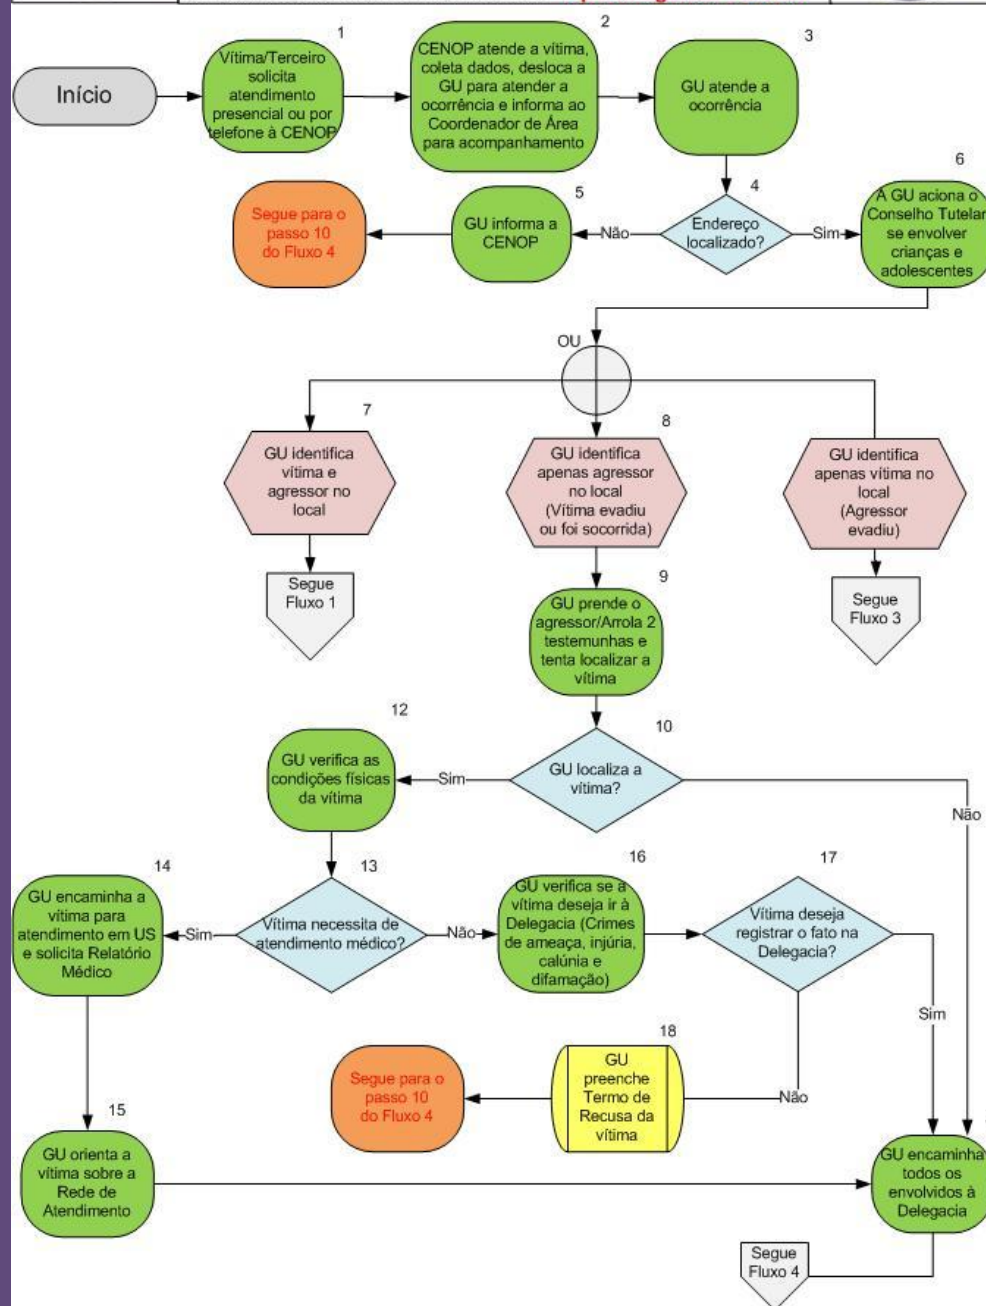 1
2
3
Início
Vítima/Terceiro
solicita
atendimento
presencial ou por
telefone à CENOP
CENOP atende a vítima,
coleta dados, desloca a
GU para atender a
ocorrência e informa ao
Coordenador de Área
para acompanhamento
GU atende a
ocorrência
4
5
6
Segue para o
passo 10
do Fluxo 4
GU informa a
CENOP
Não
Endereço
localizado?
Sim
A GU aciona o
Conselho Tutelar
se envolver
crianças e
adolescentes
OU
7
8
GU identifica
vítima e
agressor no
local
GU identifica
apenas agressor
no local
(Vítima evadiu
ou foi socorrida)
GU identifica
apenas vítima no
local
(Agressor
evadiu)
Segue
Fluxo 1
9
GU prende o
agressor/Arrola 2
testemunhas e
tenta localizar a
vítima
Segue
Fluxo 3
12
10
GU verifica as
condições físicas
da vítima
Sim
GU localiza a
vítima?
Não
14
13
16
17
GU encaminha a
vítima para
atendimento em US
e solicita Relatório
Médico
Sim
Vítima necessita de
atendimento médico?
Não
GU verifica se a
vítima deseja ir à
Delegacia (Crimes
de ameaça, injúria,
calúnia e
difamação)
Vítima deseja
registrar o fato na
Delegacia?
Sim
18
Segue para o
passo 10
do Fluxo 4
GU
preenche
Termo de
Recusa da
vítima
Não
15
GU orienta a
vítima sobre a
Rede de
Atendimento
GU encaminha
todos os
envolvidos à
Delegacia
Segue
Fluxo 4